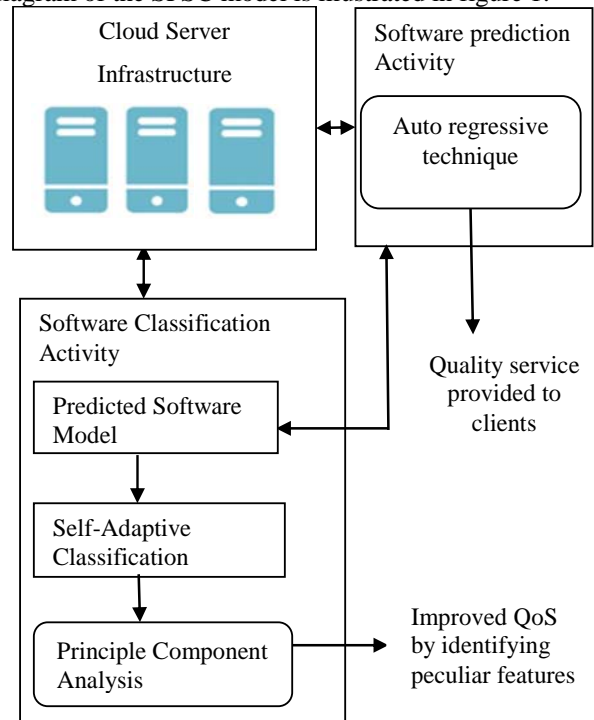 diagram of the SPSC model is illustrated in figure 1.
Cloud Server
Infrastructure
Software prediction
Activity
Auto regressive
technique
Quality service
provided to
clients
Software Classification
Activity
Predicted Software
Model
Self-Adaptive
Classification
Principle Component
Analysis
Improved QoS
by identifying
peculiar features